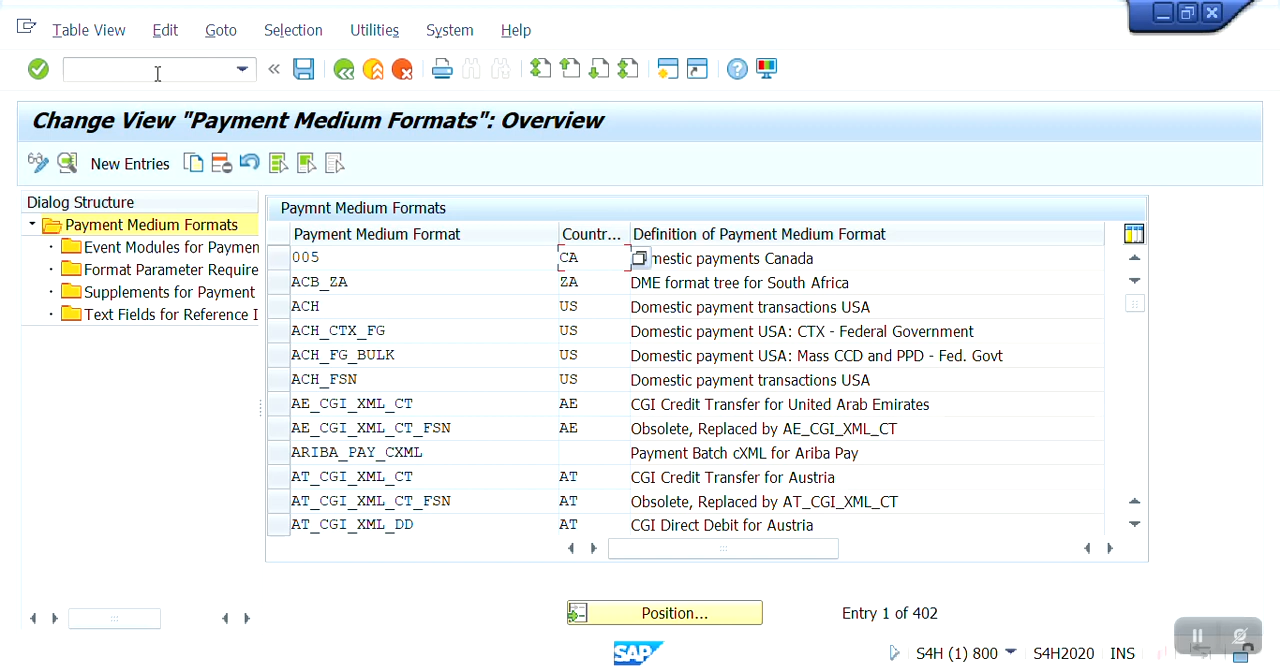 Table View Edit Goto Selection Utilities System Help
Change View "Payment Medium Formats": Overview
New Entries
Dialog Structure
Payment Medium Formats
Event Modules for Paymen
Format Parameter Require
Supplements for Payment
Text Fields for Reference I
Paymnt Medium Formats
Payment Medium Format Countr... Definition of Payment Medium Format
005 CA mestic payments Canada
ACB_ZA ZA DME format tree for South Africa
ACH US Domestic payment transactions USA
ACH_CTX_FG US Domestic payment USA: CTX - Federal Government
ACH_FG_BULK US Domestic payment USA: Mass CCD and PPD - Fed. Govt
ACH_FSN US Domestic payment transactions USA
AE_CGI_XML_CT AE CGI Credit Transfer for United Arab Emirates
AE_CGI_XML_CT_FSN AE Obsolete, Replaced by AE_CGI_XML_CT
ARIBA_PAY_CXML Payment Batch cXML for Ariba Pay
AT_CGI_XML_CT AT CGI Credit Transfer for Austria
AT_CGI_XML_CT_FSN AT Obsolete, Replaced by AT_CGI_XML_CT
AT_CGI_XML_DD AT CGI Direct Debit for Austria
Position... Entry 1 of 402
SAP S4H (1) 800 S4H2020 INS